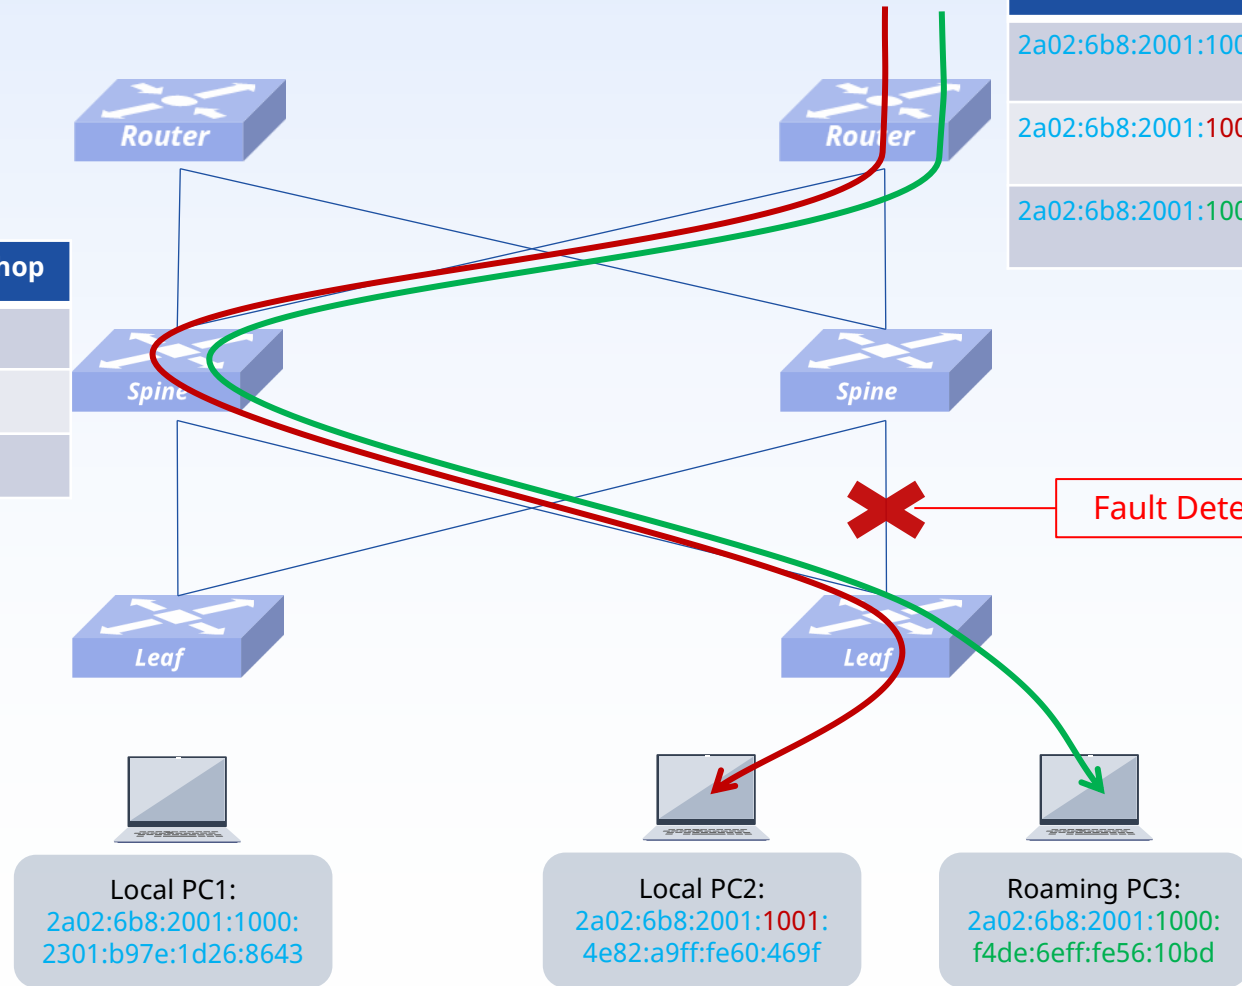 2a02:6b8:2001:100
Router
Router
2a02:6b8:2001:100
2a02:6b8:2001:100
hop
Spine
Spine
Fault Dete
Leaf
Leaf
Local PC1:
2a02:6b8:2001:1000:
2301:b97e:1d26:8643
Local PC2:
2a02:6b8:2001:1001:
4e82:a9ff:fe60:469f
Roaming PC3:
2a02:6b8:2001:1000:
f4de:6eff:fe56:10bd